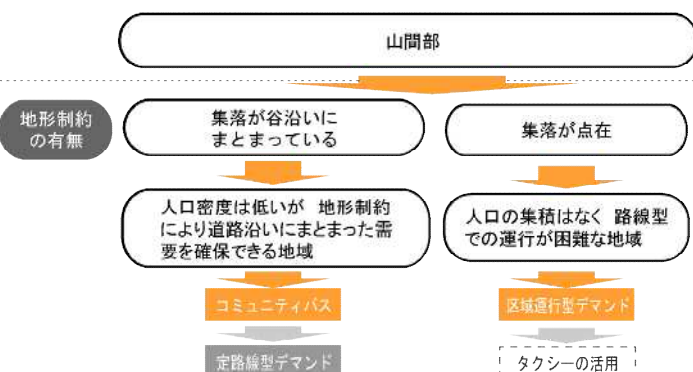 山間部
地形制約
の有無
集落が谷沿いに
まとまっている
集落が点在
人口密度は低いが 地形制約
により道路沿いにまとまった需
要を確保できる地域
人口の集積はなく 路線型
での運行が困難な地域
コミュニティバス
区域運行型デマンド
定路線型デマンド
タクシーの活用